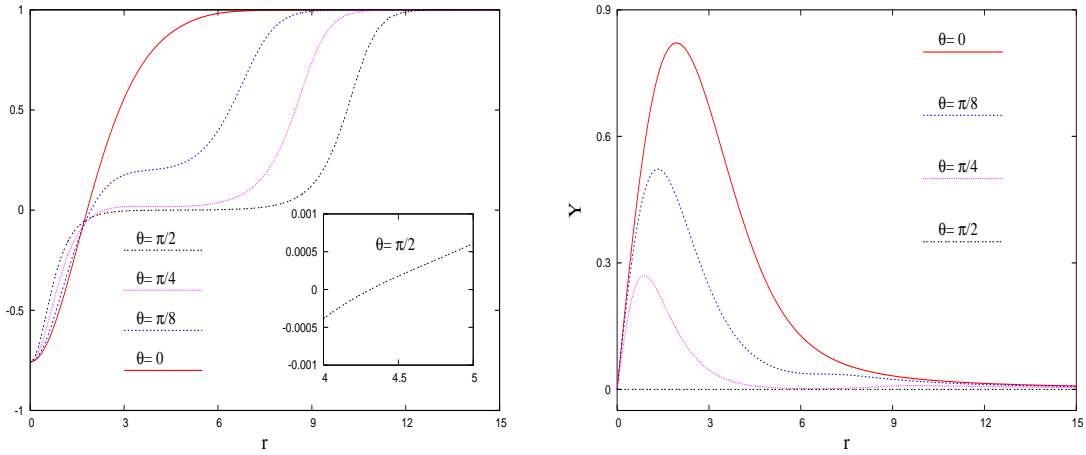 1
0.5
0
-0.5
-1
0 3 6 9 12 15
r
θ= π/2
θ= π/4
θ= π/8
θ= 0
0.001
0.0005
0
-0.0005
-0.001
4 4.5 5
θ= π/2
0.9
0.6
0.3
0
Y
0 3 6 9 12 15
r
θ= 0
θ= π/8
θ= π/4
θ= π/2